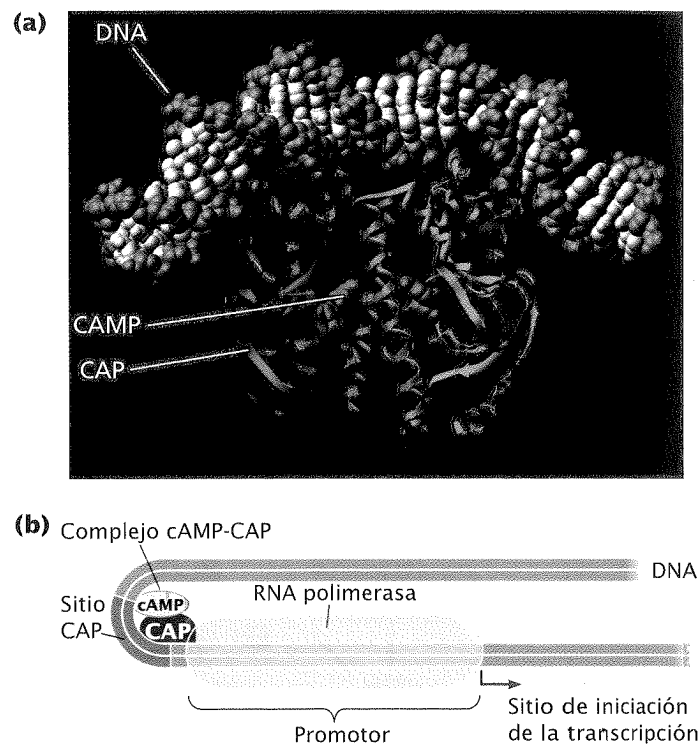 (a)
DNA
CAMP
CAP
(b)
Complejo cAMP-CAP
DNA
RNA polimerasa
Sitio
CAP
cAMP
CAP
Sitio de iniciación
de la transcripción
Promotor